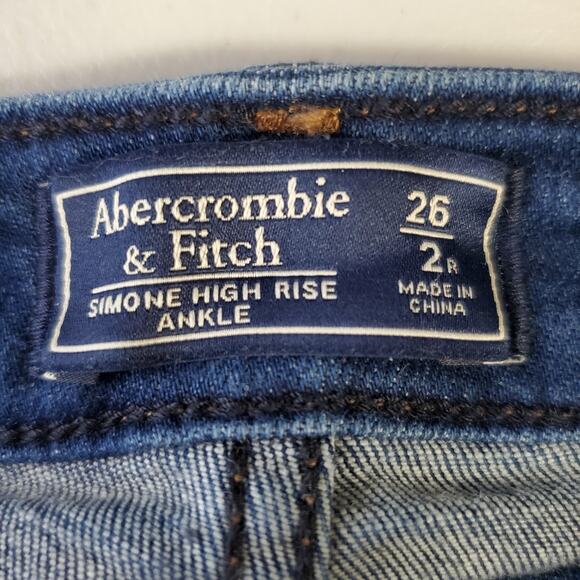 Abercrombie
& Fitch
SIMONE HIGH RISE
ANKLE
26
2R
MADE IN
CHINA